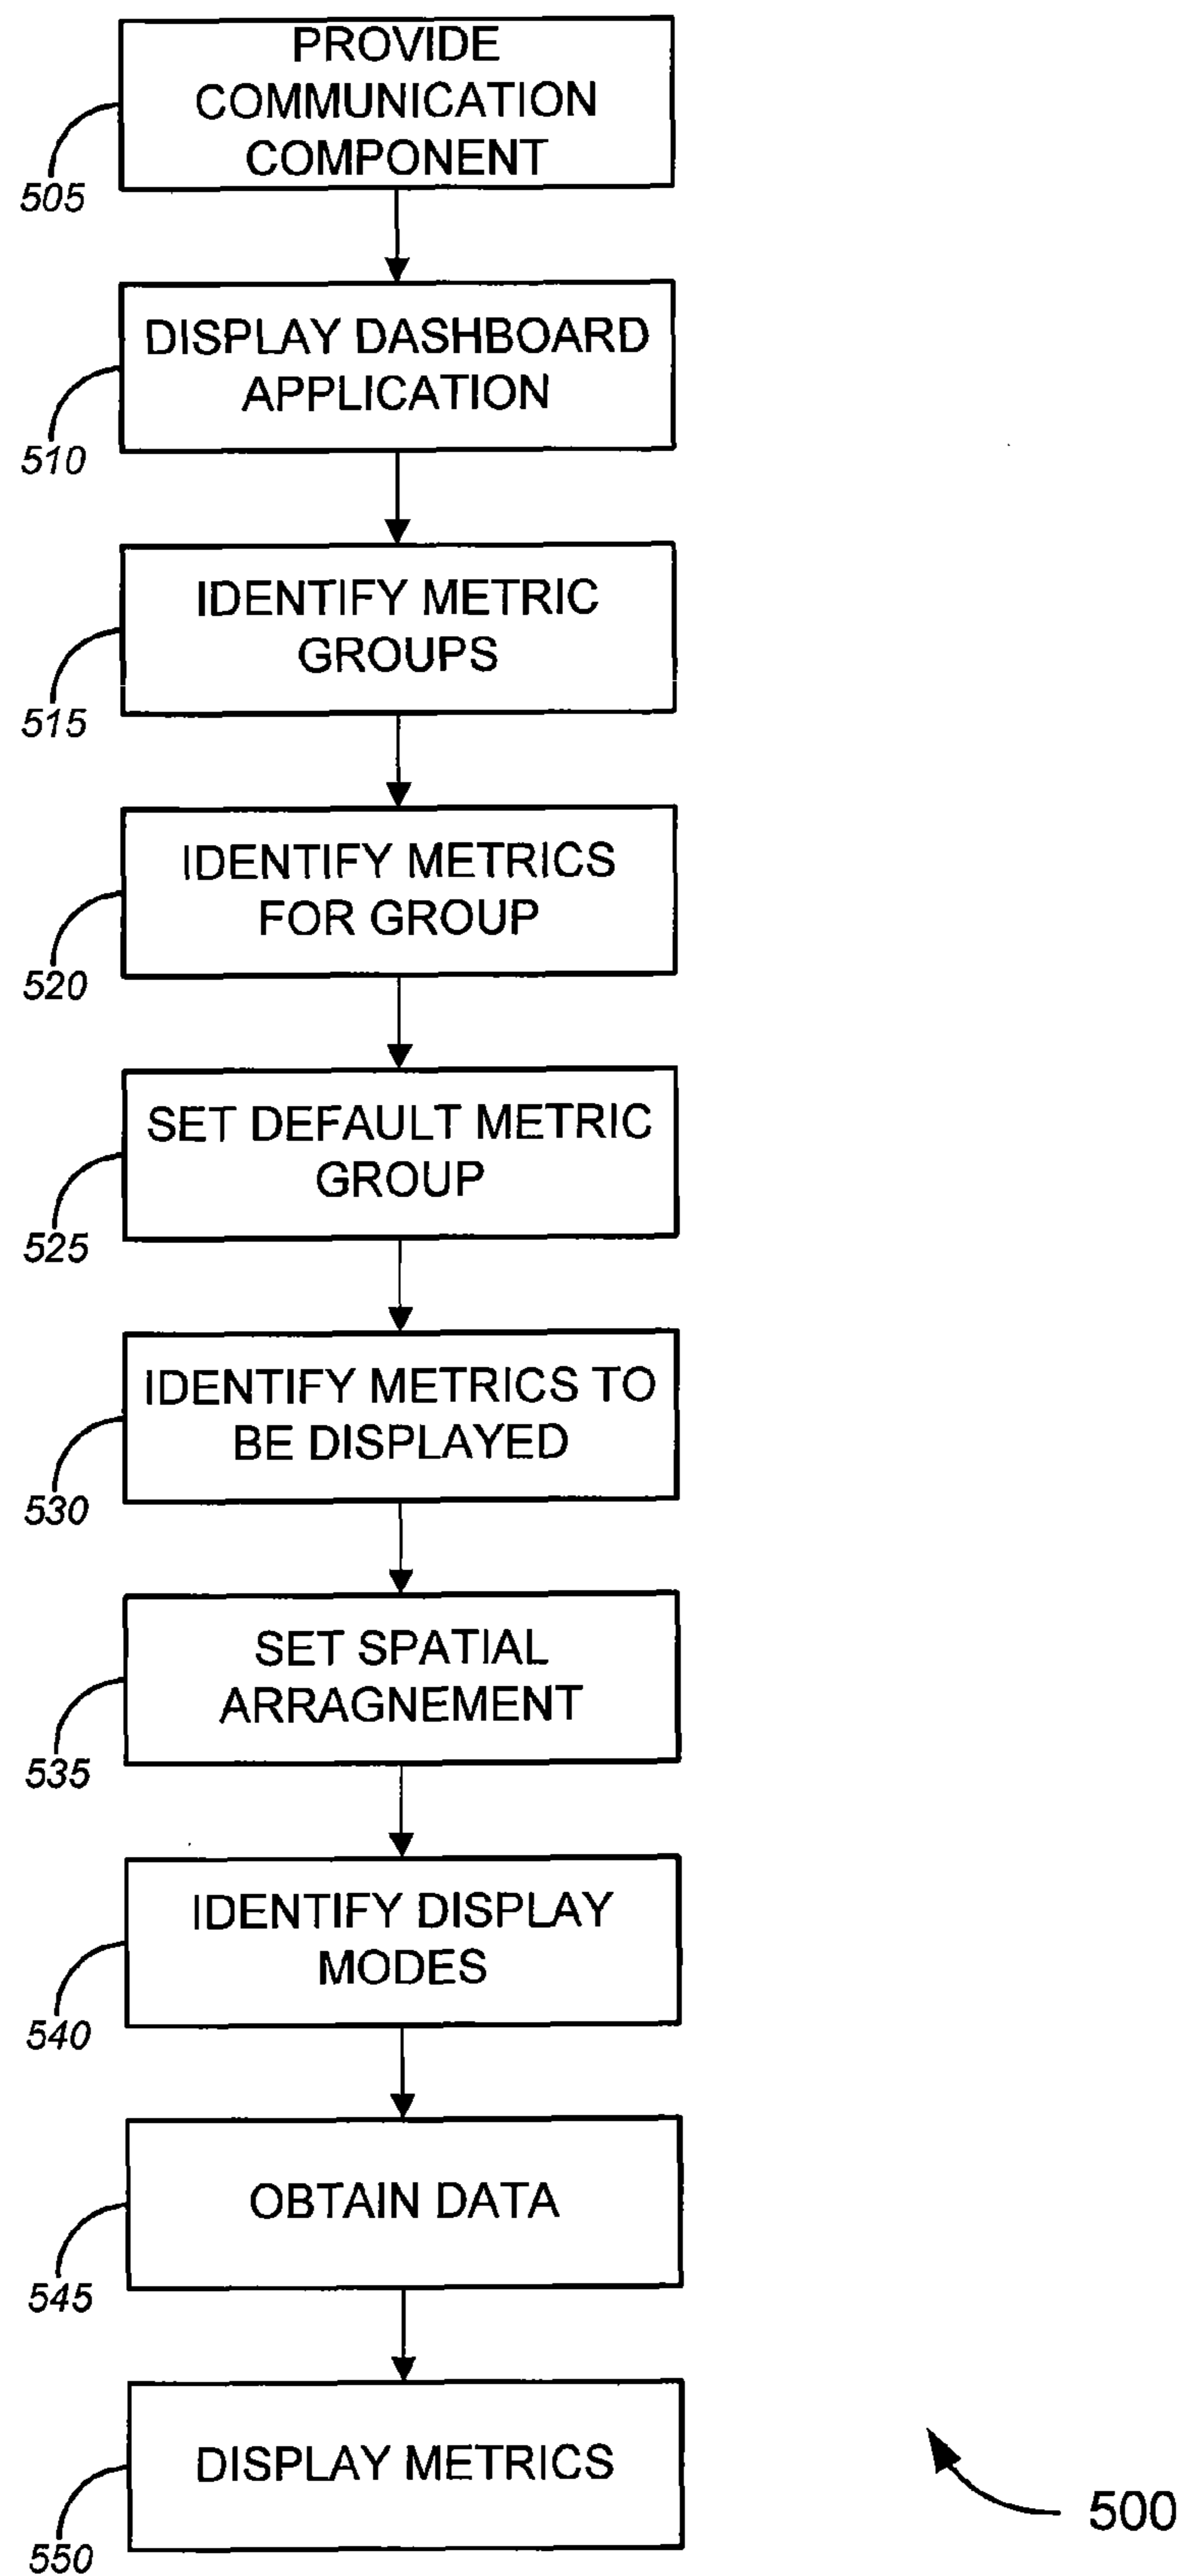 PROVIDE
COMMUNICATION
COMPONENT
505
DISPLAY DASHBOARD
APPLICATION
510
IDENTIFY METRIC
GROUPS
515
IDENTIFY METRICS
FOR GROUP
520
SET DEFAULT METRIC
GROUP
525
IDENTIFY METRICS TO
BE DISPLAYED
530
SET SPATIAL
ARRAGNEMENT
535
IDENTIFY DISPLAY
MODES
540
OBTAIN DATA
545
DISPLAY METRICS
550
500